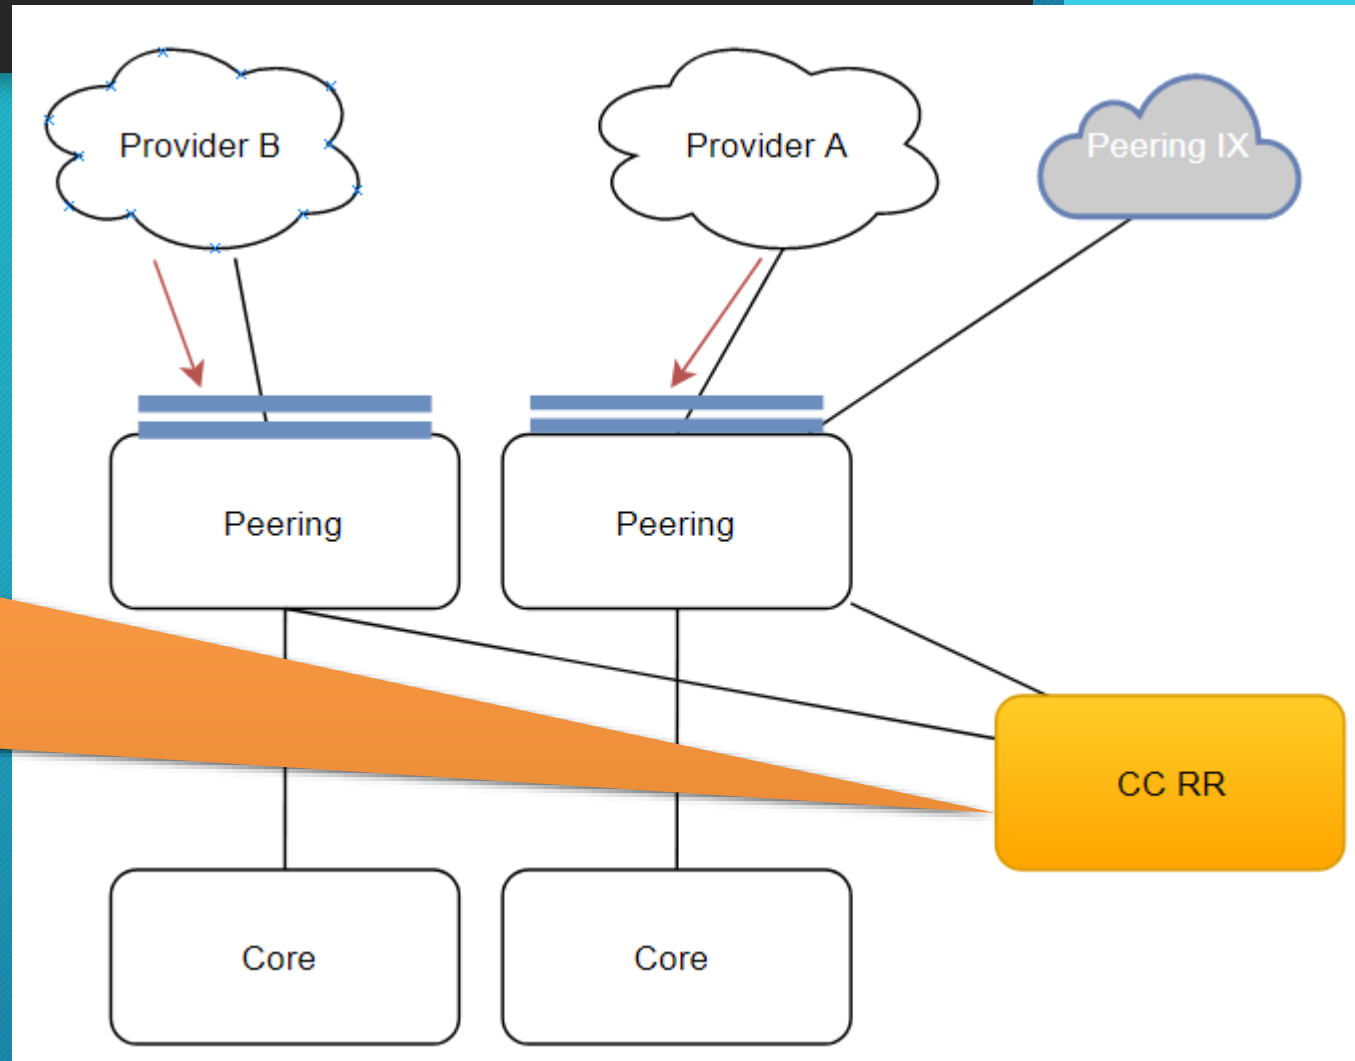 Provider B
Provider A
Peering IX
Peering
Peering
CC RR
Core
Core